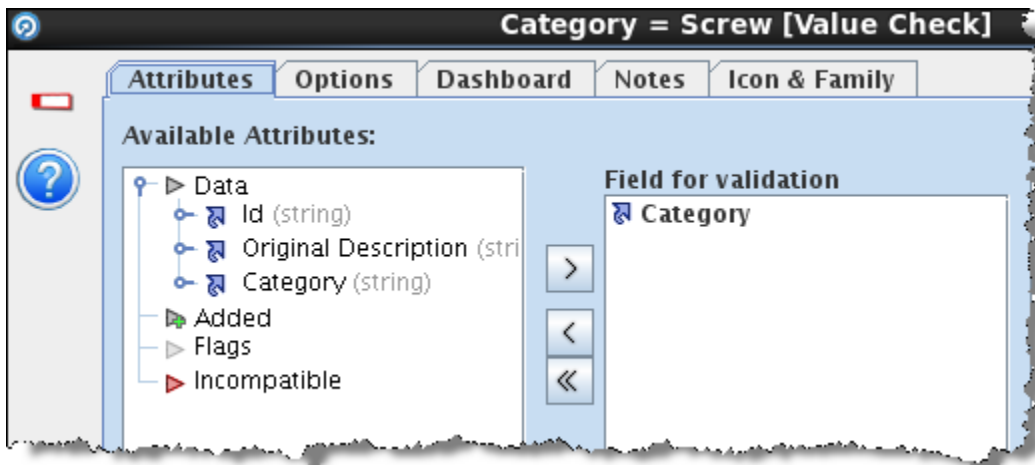 Category = Screw [Value Check]
Attributes Options Dashboard Notes Icon & Family
Available Attributes:
Data
Id (string)
Original Description (stri
Category (string)
Added
Flags
Incompatible
Field for validation
Category
>
<
«
?